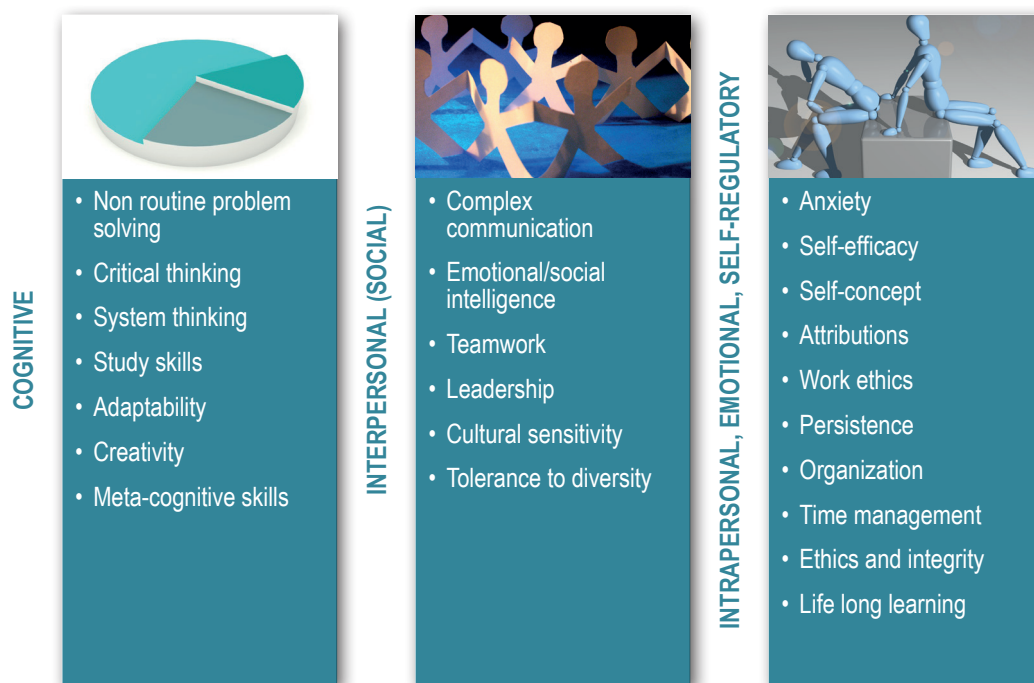 COGNITIVE
• Non routine problem
solving
• Critical thinking
• System thinking
• Study skills
• Adaptability
• Creativity
• Meta-cognitive skills
INTERPERSONAL (SOCIAL)
• Complex
communication
• Emotional/social
intelligence
• Teamwork
• Leadership
• Cultural sensitivity
• Tolerance to diversity
INTRAPERSONAL, EMOTIONAL, SELF-REGULATORY
• Anxiety
• Self-efficacy
• Self-concept
• Attributions
• Work ethics
• Persistence
• Organization
• Time management
• Ethics and integrity
• Life long learning